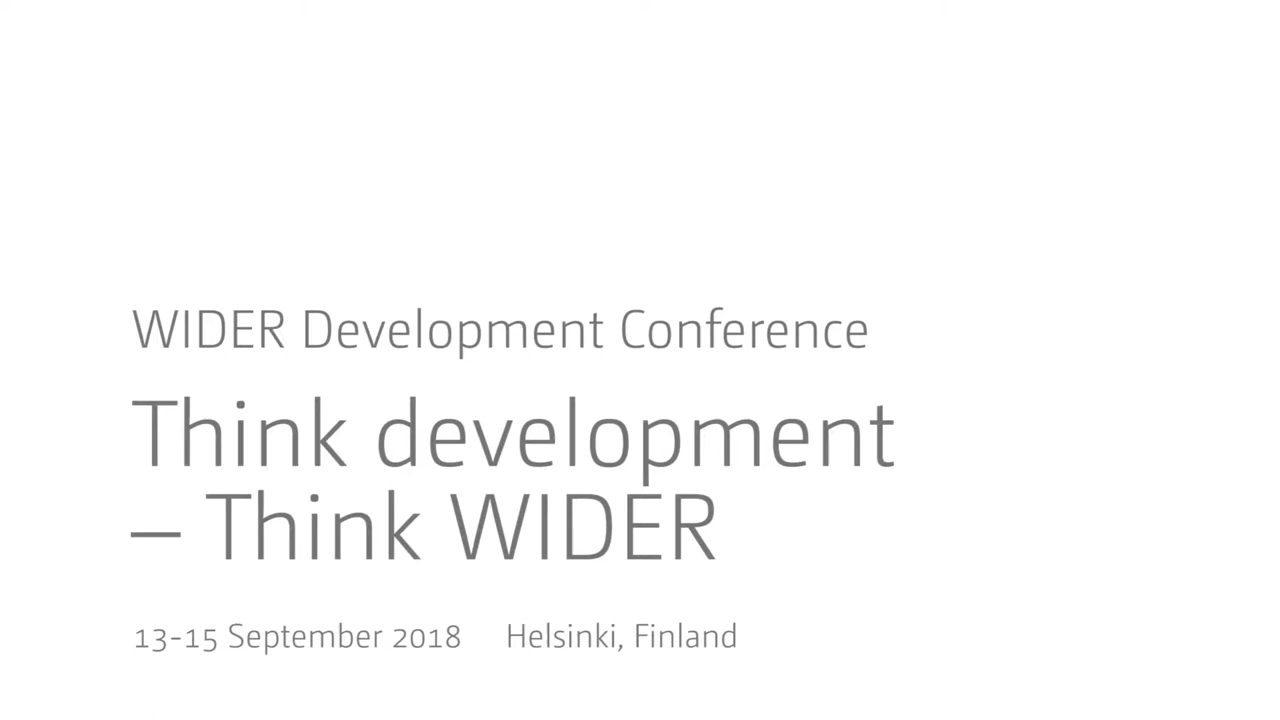 WIDER Development Conference
Think development
– Think WIDER
13-15 September 2018 Helsinki, Finland